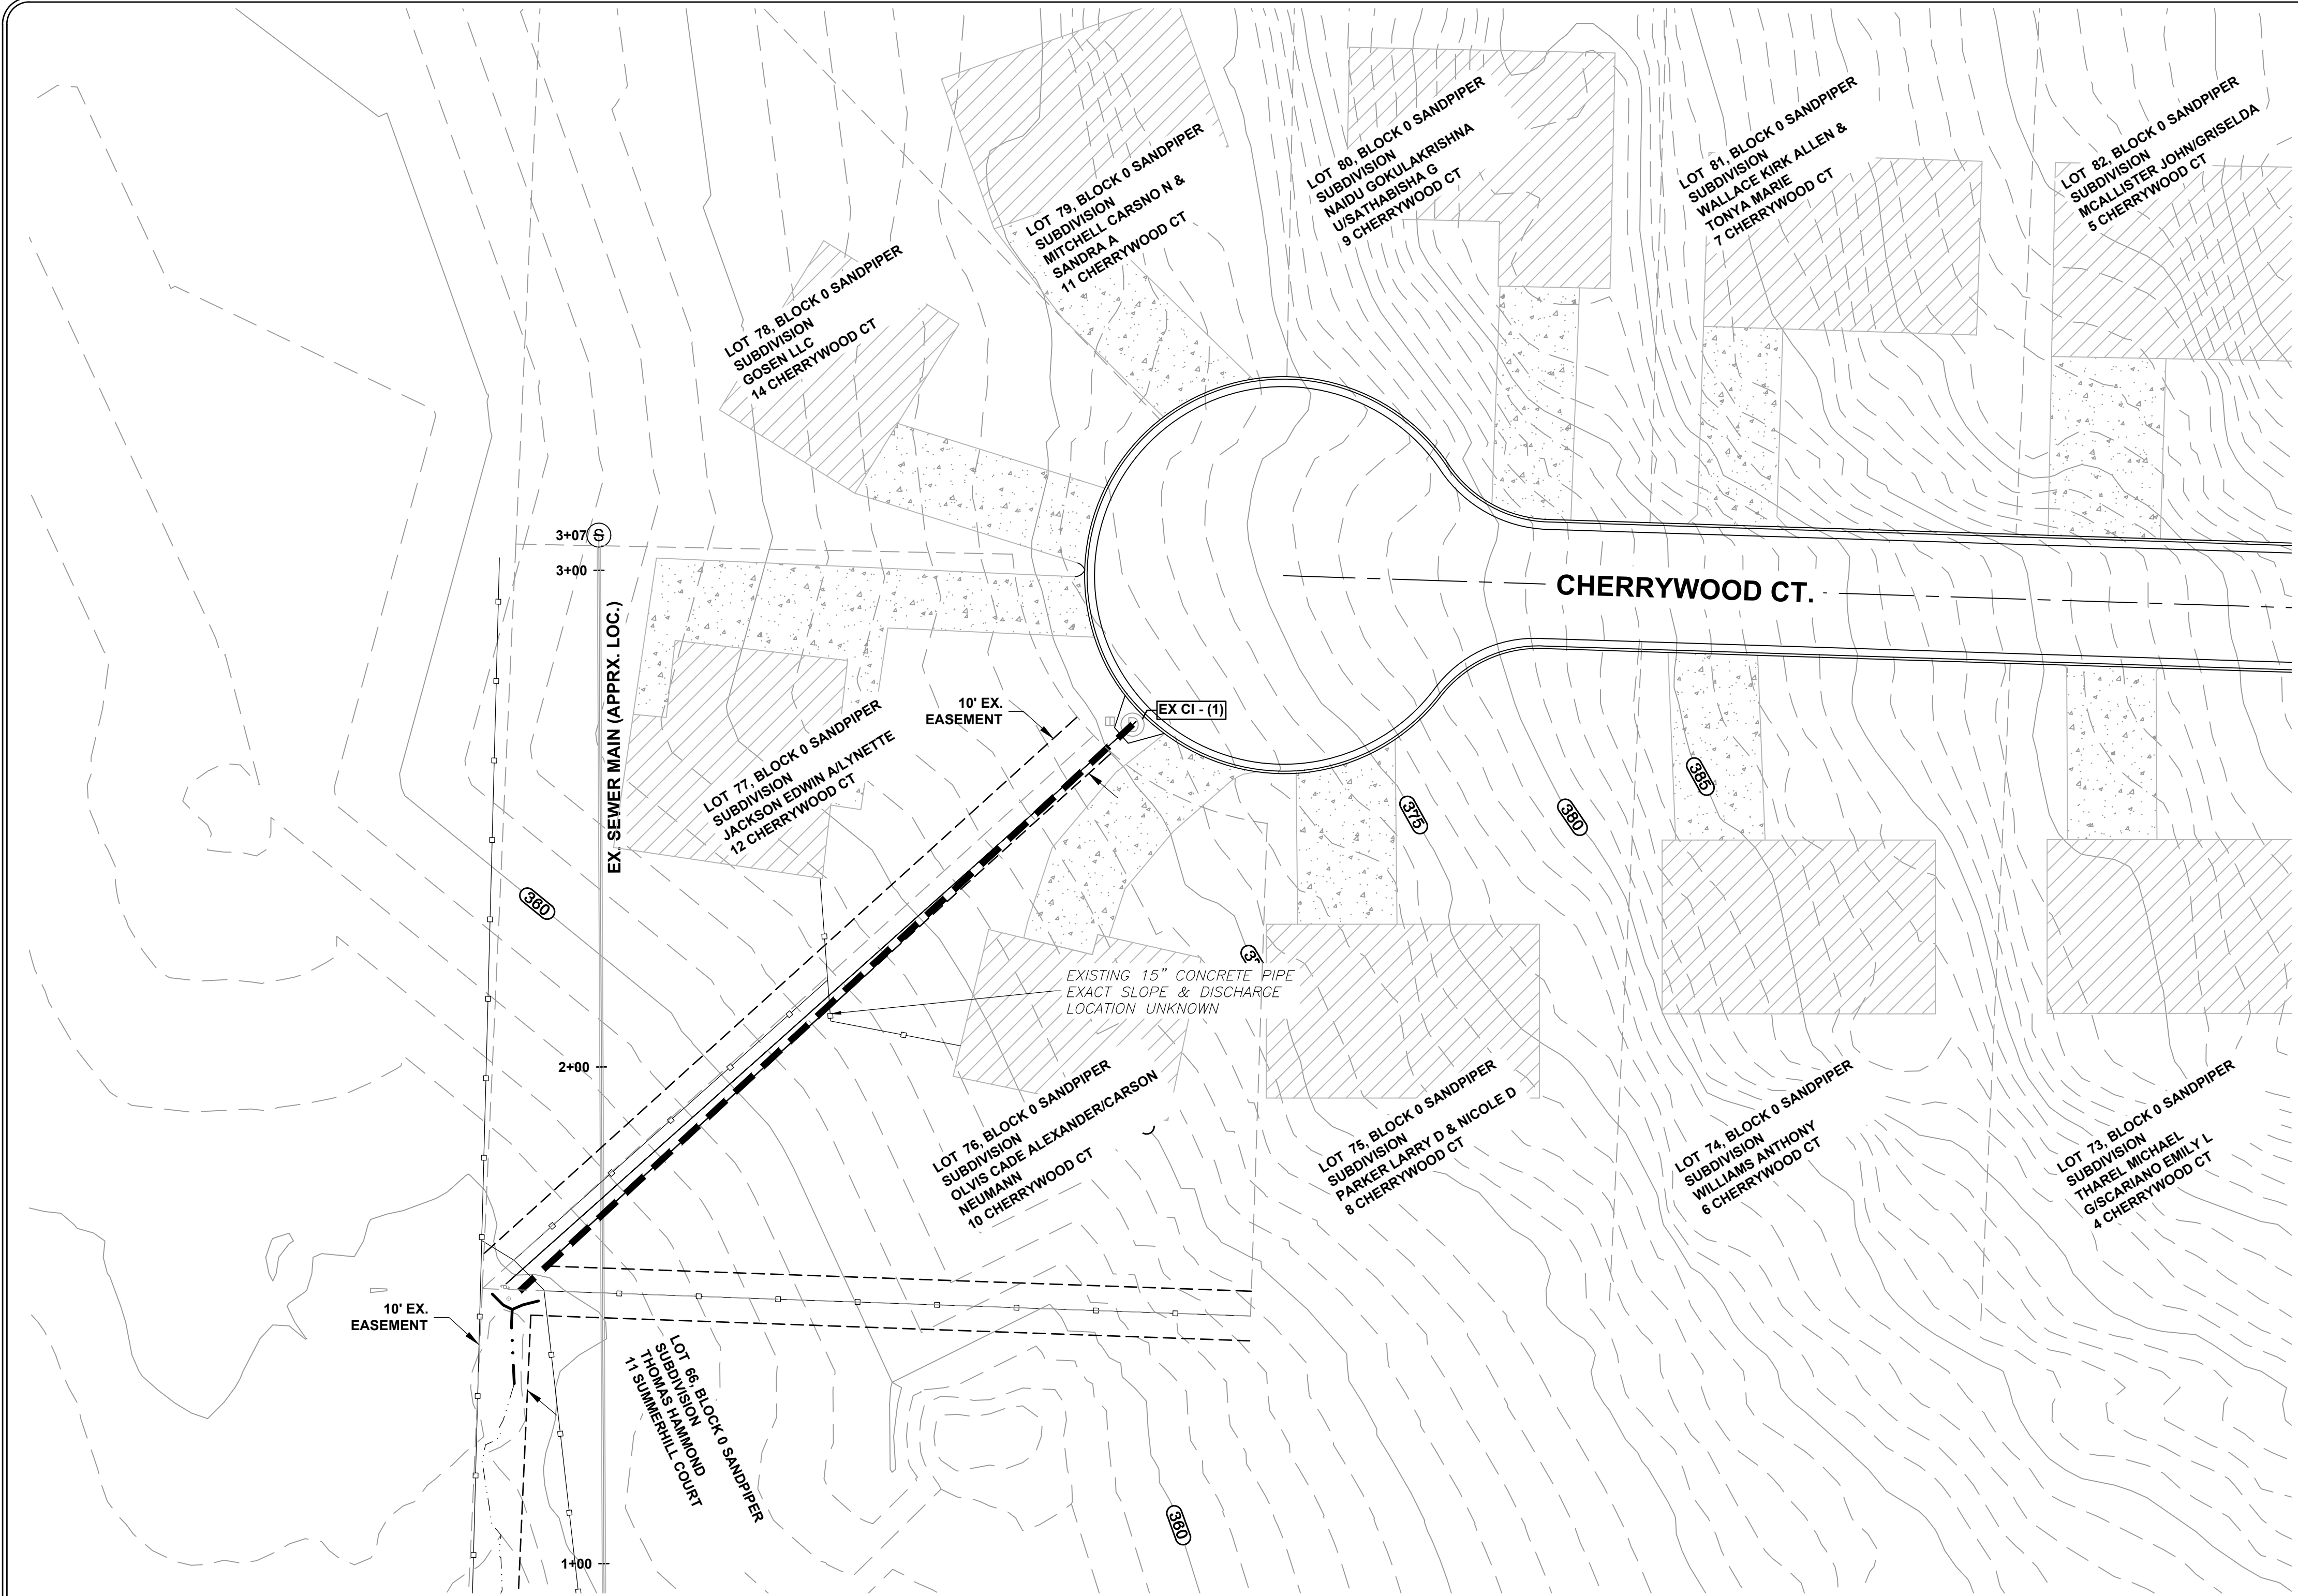 LOT 78, BLOCK 0 SANDPIPER
SUBDIVISION
GOSEN LLC
14 CHERRYWOOD CT
LOT 79, BLOCK 0 SANDPIPER
SUBDIVISION
MITCHELL CARSNO N &
SANDRA A
11 CHERRYWOOD CT
LOT 80, BLOCK 0 SANDPIPER
SUBDIVISION
NAIDU GOKULAKRISHNA
U/SATHABISHA G
9 CHERRYWOOD CT
LOT 81, BLOCK 0 SANDPIPER
SUBDIVISION
WALLACE KIRK ALLEN &
TONYA MARIE
7 CHERRYWOOD CT
LOT 82, BLOCK 0 SANDPIPER
SUBDIVISION
MCALLISTER JOHN/GRISELDA
5 CHERRYWOOD CT
3+07
S
3+00
EX. SEWER MAIN (APPRX. LOC.)
CHERRYWOOD CT.
10' EX.
EASEMENT
EX CI - (1)
D
LOT 77, BLOCK 0 SANDPIPER
SUBDIVISION
JACKSON EDWIN A/LYNETTE
12 CHERRYWOOD CT
360
375
380
385
EXISTING 15" CONCRETE PIPE
EXACT SLOPE & DISCHARGE
LOCATION UNKNOWN
2+00
LOT 76, BLOCK 0 SANDPIPER
SUBDIVISION
OLVIS CADE ALEXANDER/CARSON
NEUMANN
10 CHERRYWOOD CT
LOT 75, BLOCK 0 SANDPIPER
SUBDIVISION
PARKER LARRY D & NICOLE D
8 CHERRYWOOD CT
LOT 74, BLOCK 0 SANDPIPER
SUBDIVISION
WILLIAMS ANTHONY
6 CHERRYWOOD CT
LOT 73, BLOCK 0 SANDPIPER
SUBDIVISION
THAREL MICHAEL
G/SCARIANO EMILY L
4 CHERRYWOOD CT
10' EX.
EASEMENT
LOT 66, BLOCK 0 SANDPIPER
SUBDIVISION
THOMAS HAMMOND
11 SUMMERHILL COURT
360
1+00